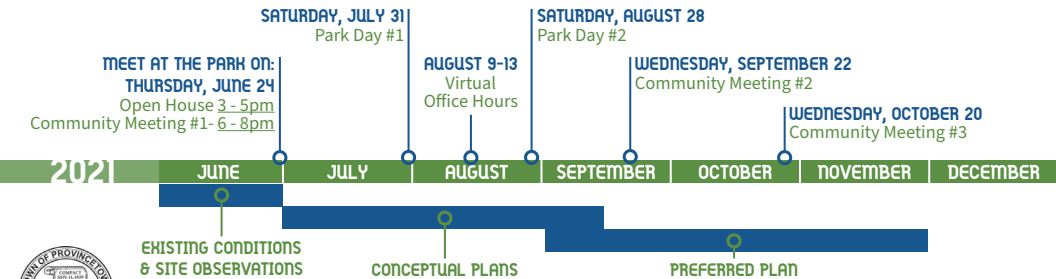 SATURDAY, JULY 31
Park Day #1
SATURDAY, AUGUST 28
Park Day #2
MEET AT THE PARK ON:
THURSDAY, JUNE 24
Open House 3 - 5pm
Community Meeting #1- 6 - 8pm
AUGUST 9-13
Virtual
Office Hours
WEDNESDAY, SEPTEMBER 22
Community Meeting #2
WEDNESDAY, OCTOBER 20
Community Meeting #3
2021 JUNE JULY AUGUST SEPTEMBER OCTOBER NOVEMBER DECEMBER
EXISTING CONDITIONS
& SITE OBSERVATIONS
CONCEPTUAL PLANS
PREFERRED PLAN
OF PROVINCETOWN
COMPACT